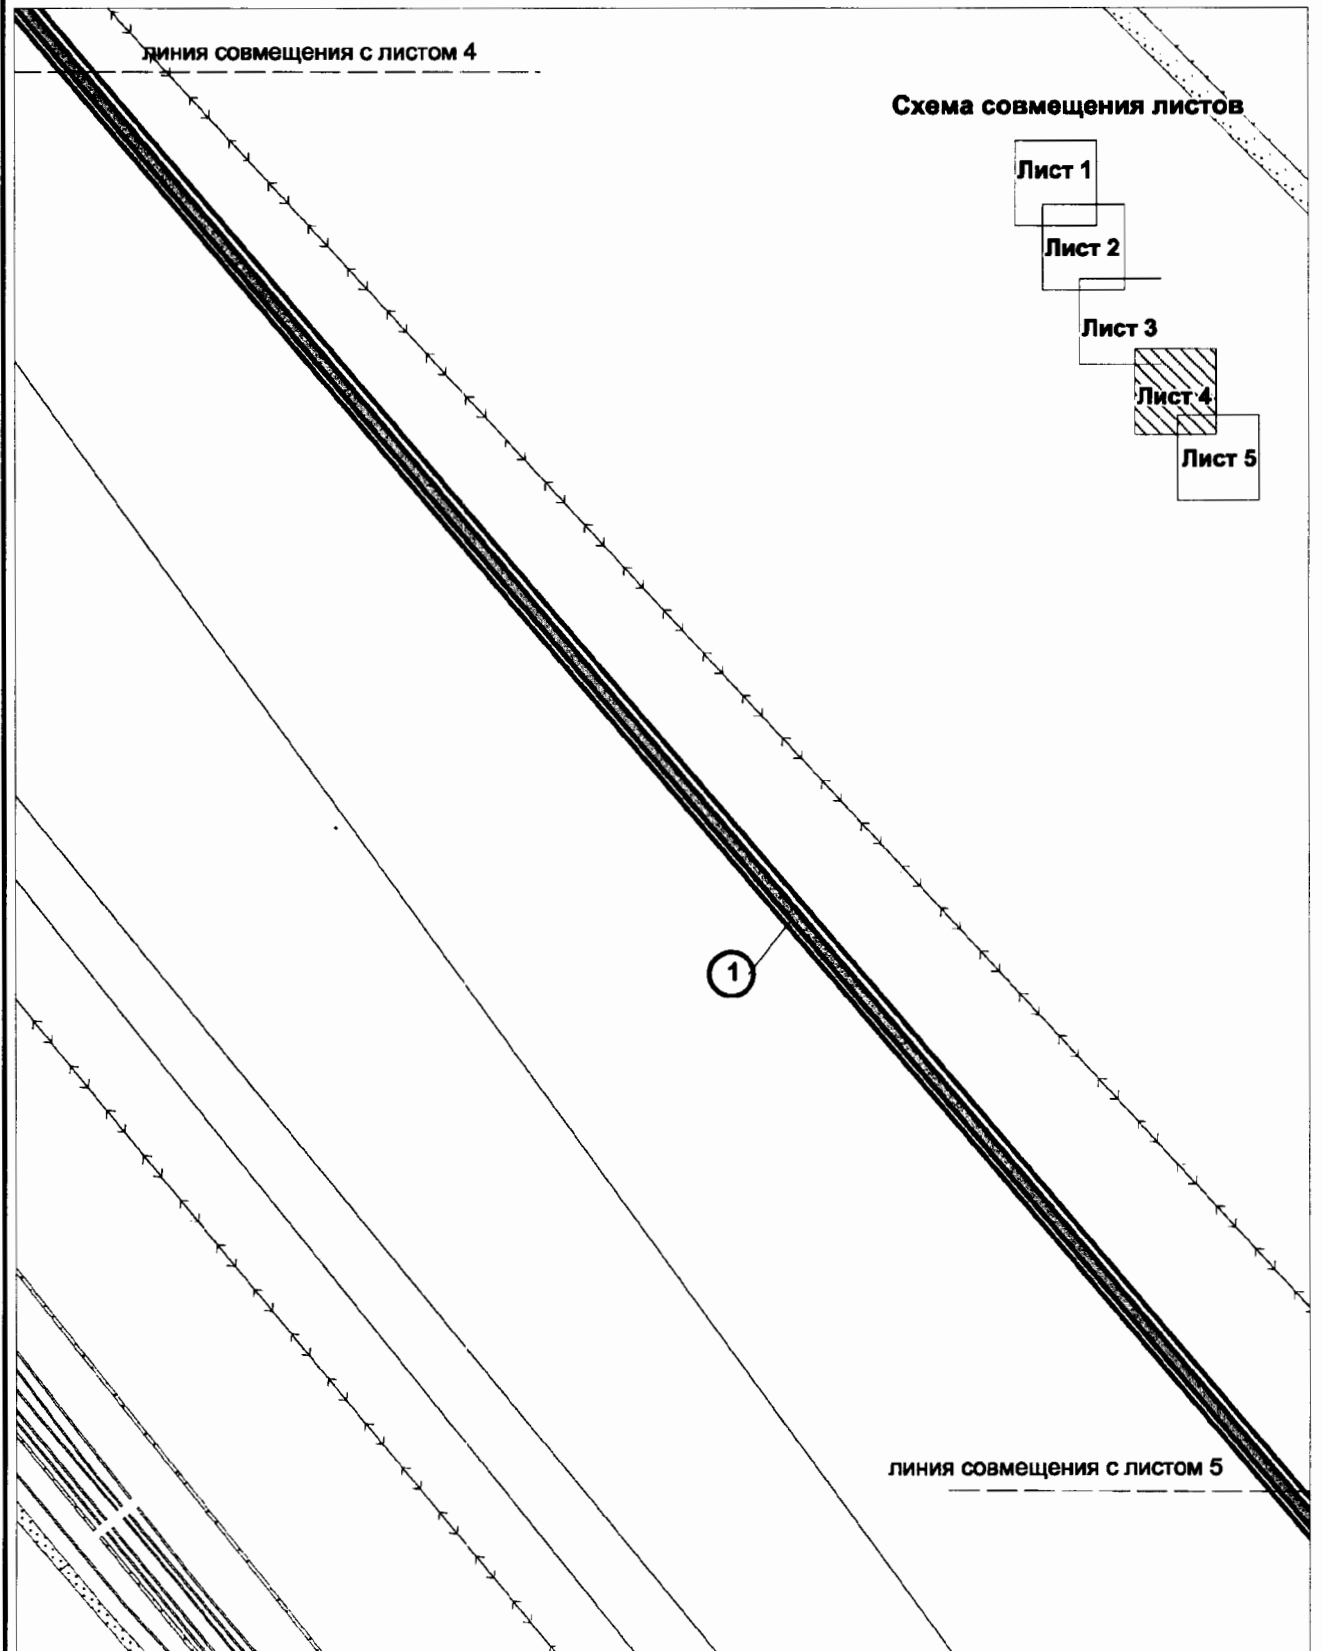 линия совмещения с листом 4
Схема совмещения листов
Лист 1
Лист 2
Лист 3
Лист 4
Лист 5
1
линия совмещения с листом 5